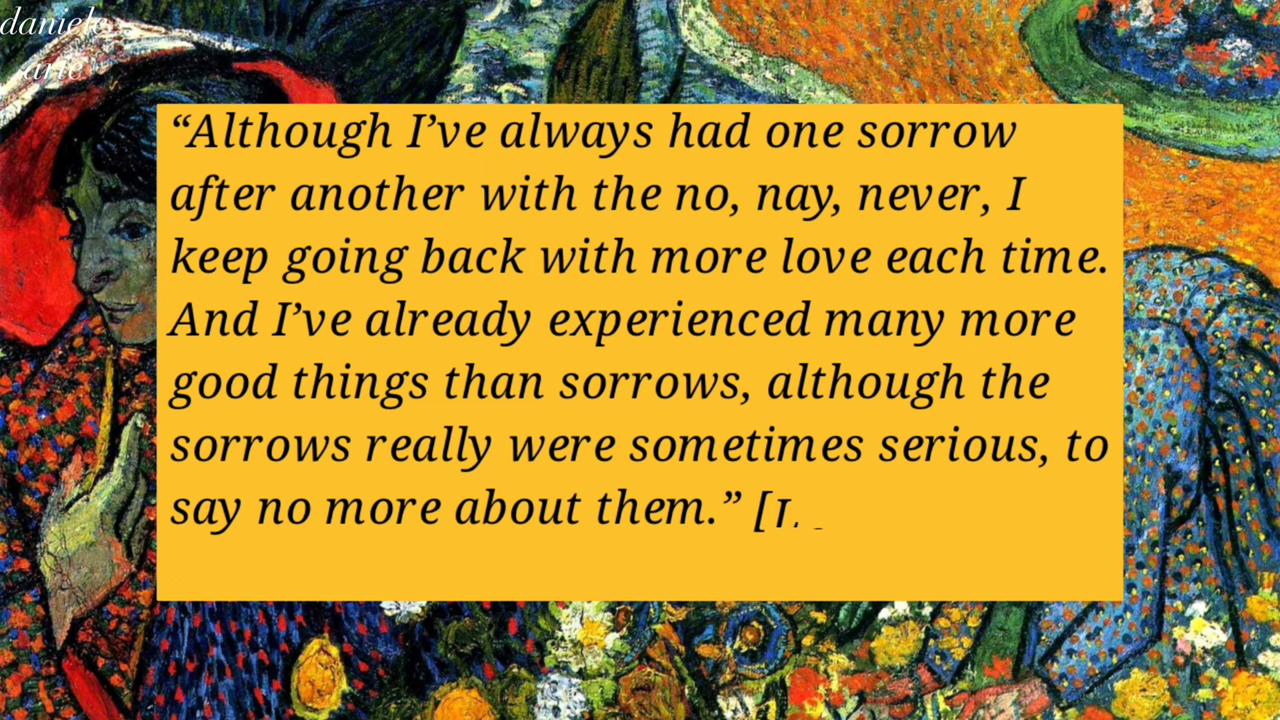 daniele
arie
“Although I’ve always had one sorrow
after another with the no, nay, never, I
keep going back with more love each time.
And I’ve already experienced many more
good things than sorrows, although the
sorrows really were sometimes serious, to
say no more about them.” [